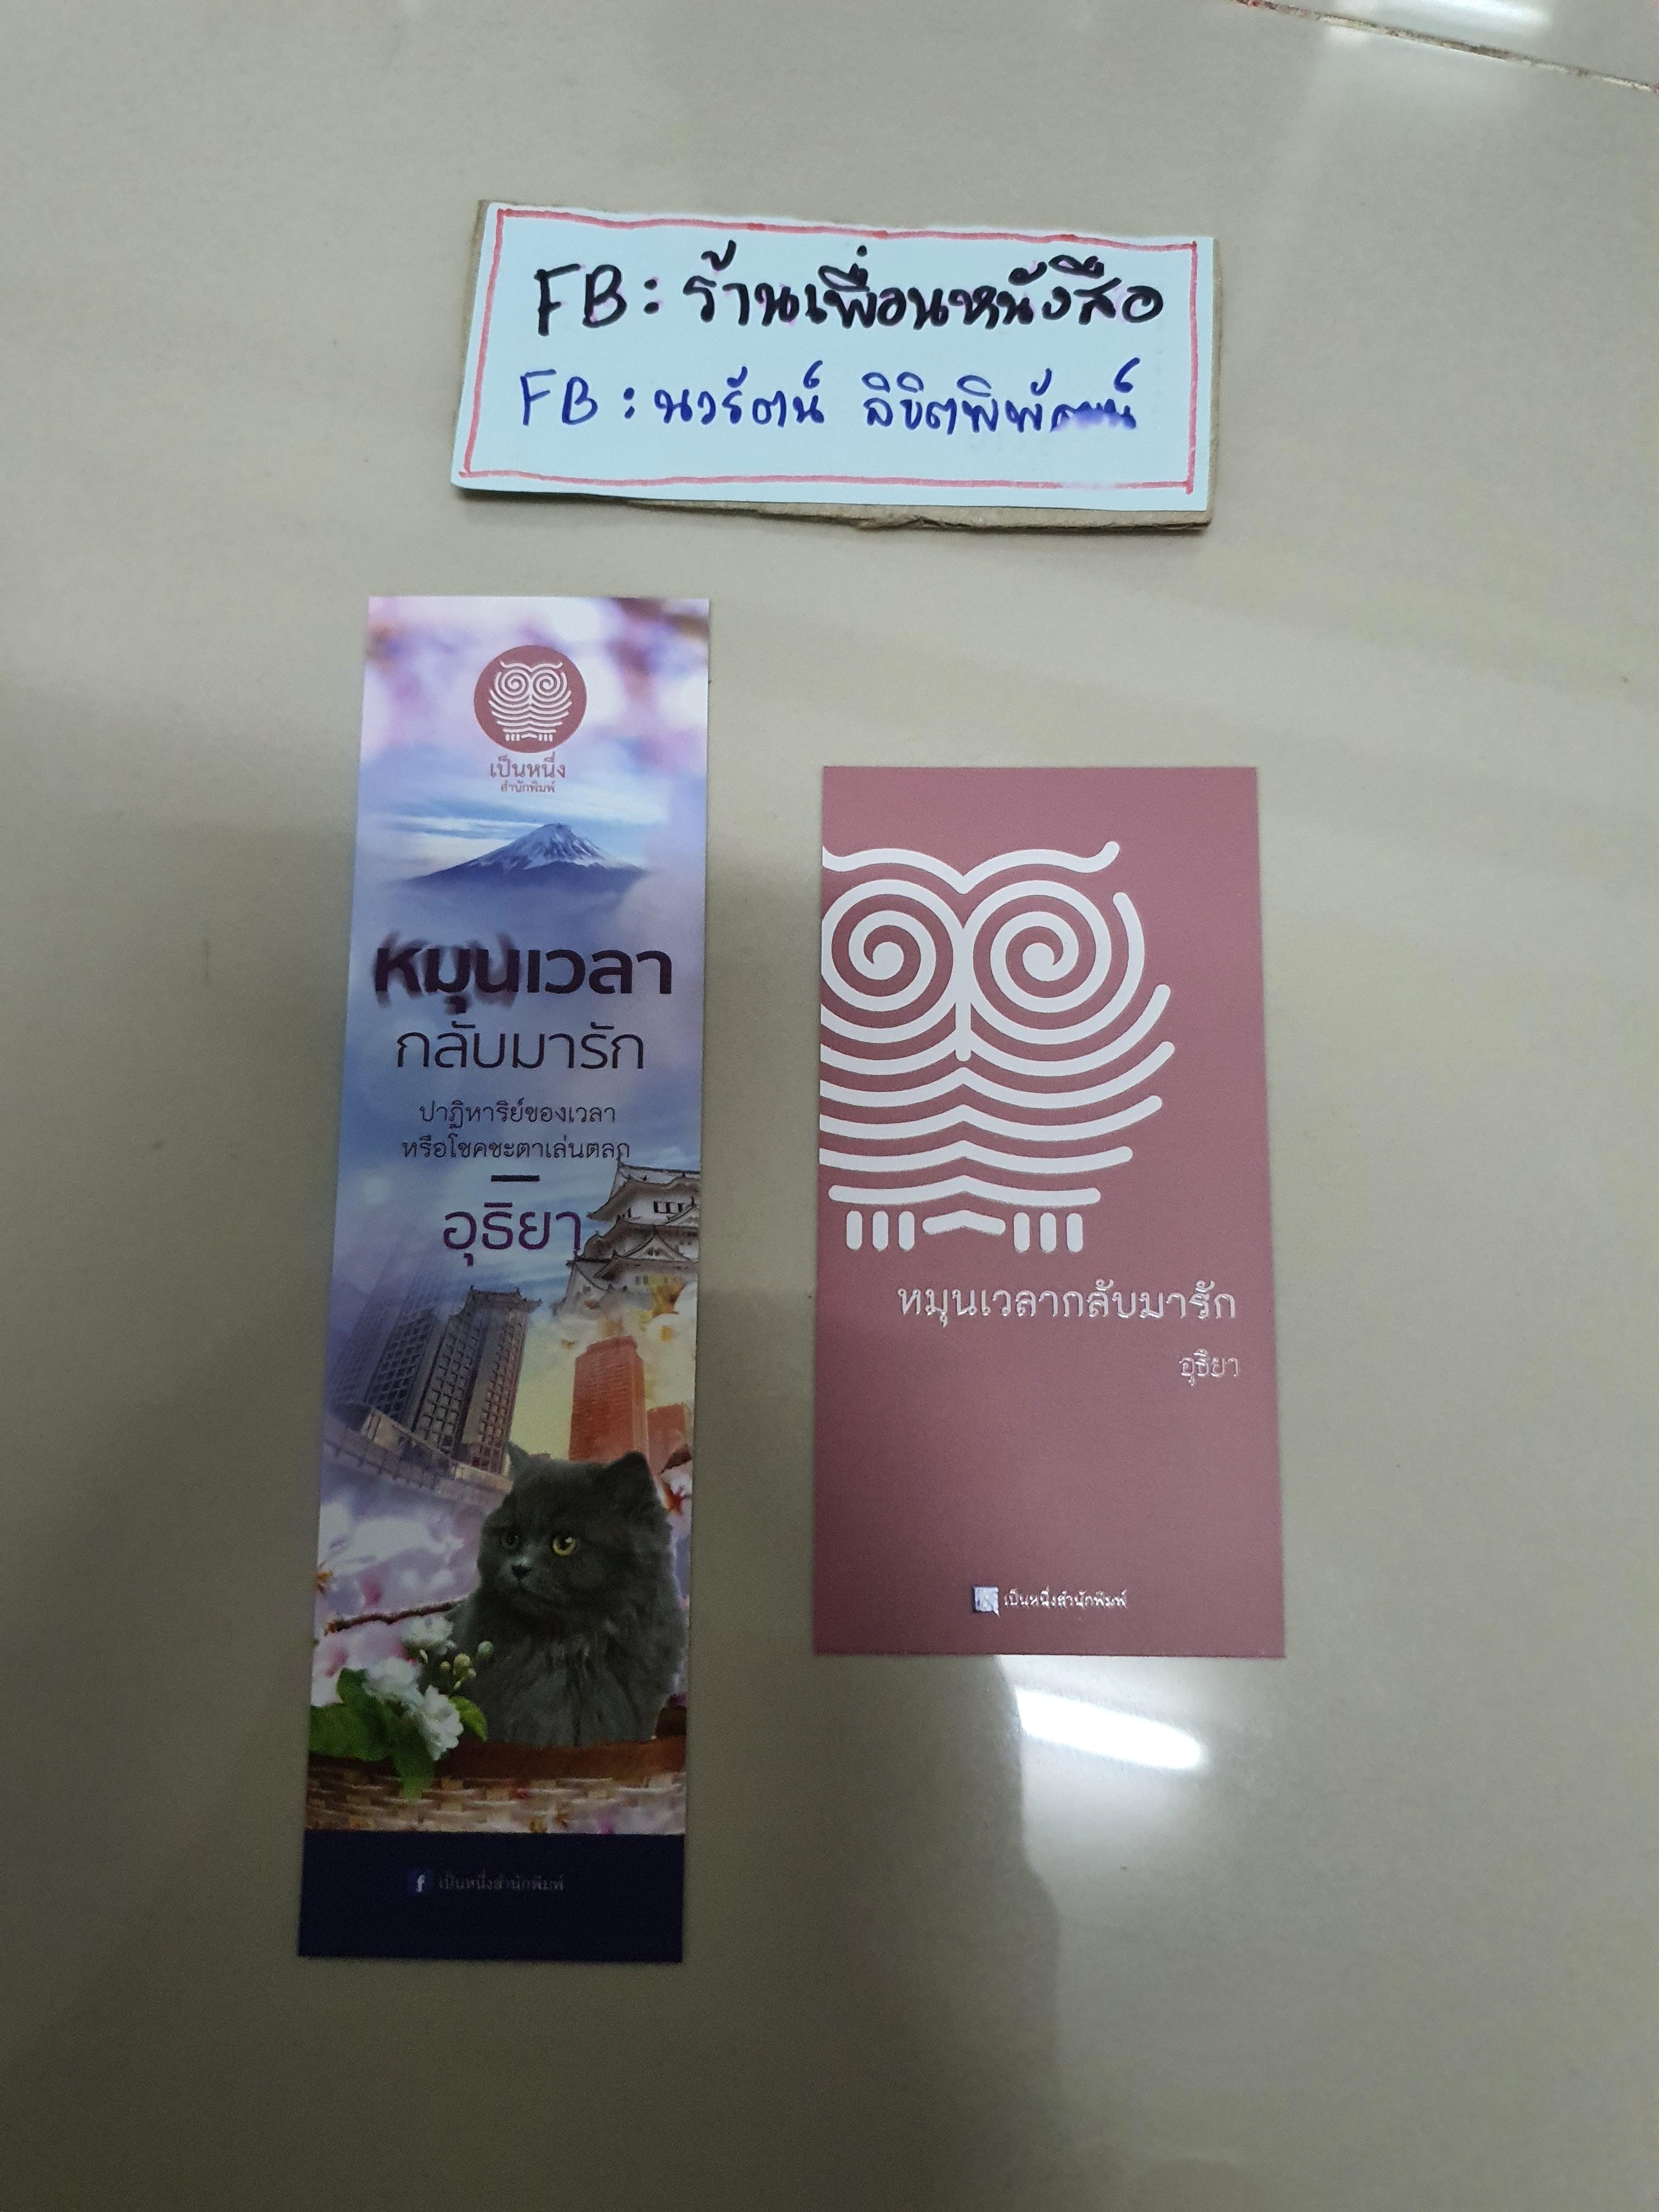 FB: ร้านเพื่อนหนังสือ
FB: นวรัตน์ ลิขิตพิพัฒน์
เป็นหนึ่ง
สำนักพิมพ์
หมุนเวลา
กลับมารัก
ปาฏิหาริย์ของเวลา
หรือโชคชะตาเล่นตลก
อุธิยา
f เป็นหนึ่งสำนักพิมพ์
หมุนเวลากลับมารัก
อุธิยา
เป็นหนึ่งสำนักพิมพ์